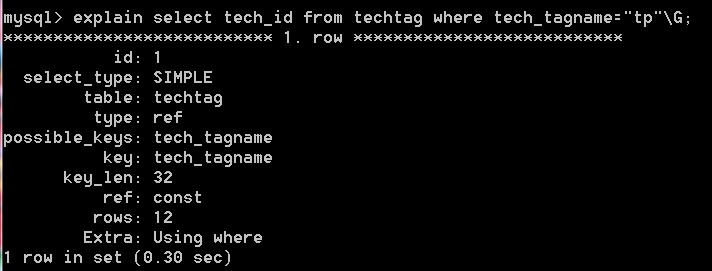 mysql> explain select tech_id from techtag where tech_tagname="tp"\G;
*************************** 1. row ***************************
id: 1
select_type: SIMPLE
table: techtag
type: ref
possible_keys: tech_tagname
key: tech_tagname
key_len: 32
ref: const
rows: 12
Extra: Using where
1 row in set (0.30 sec)